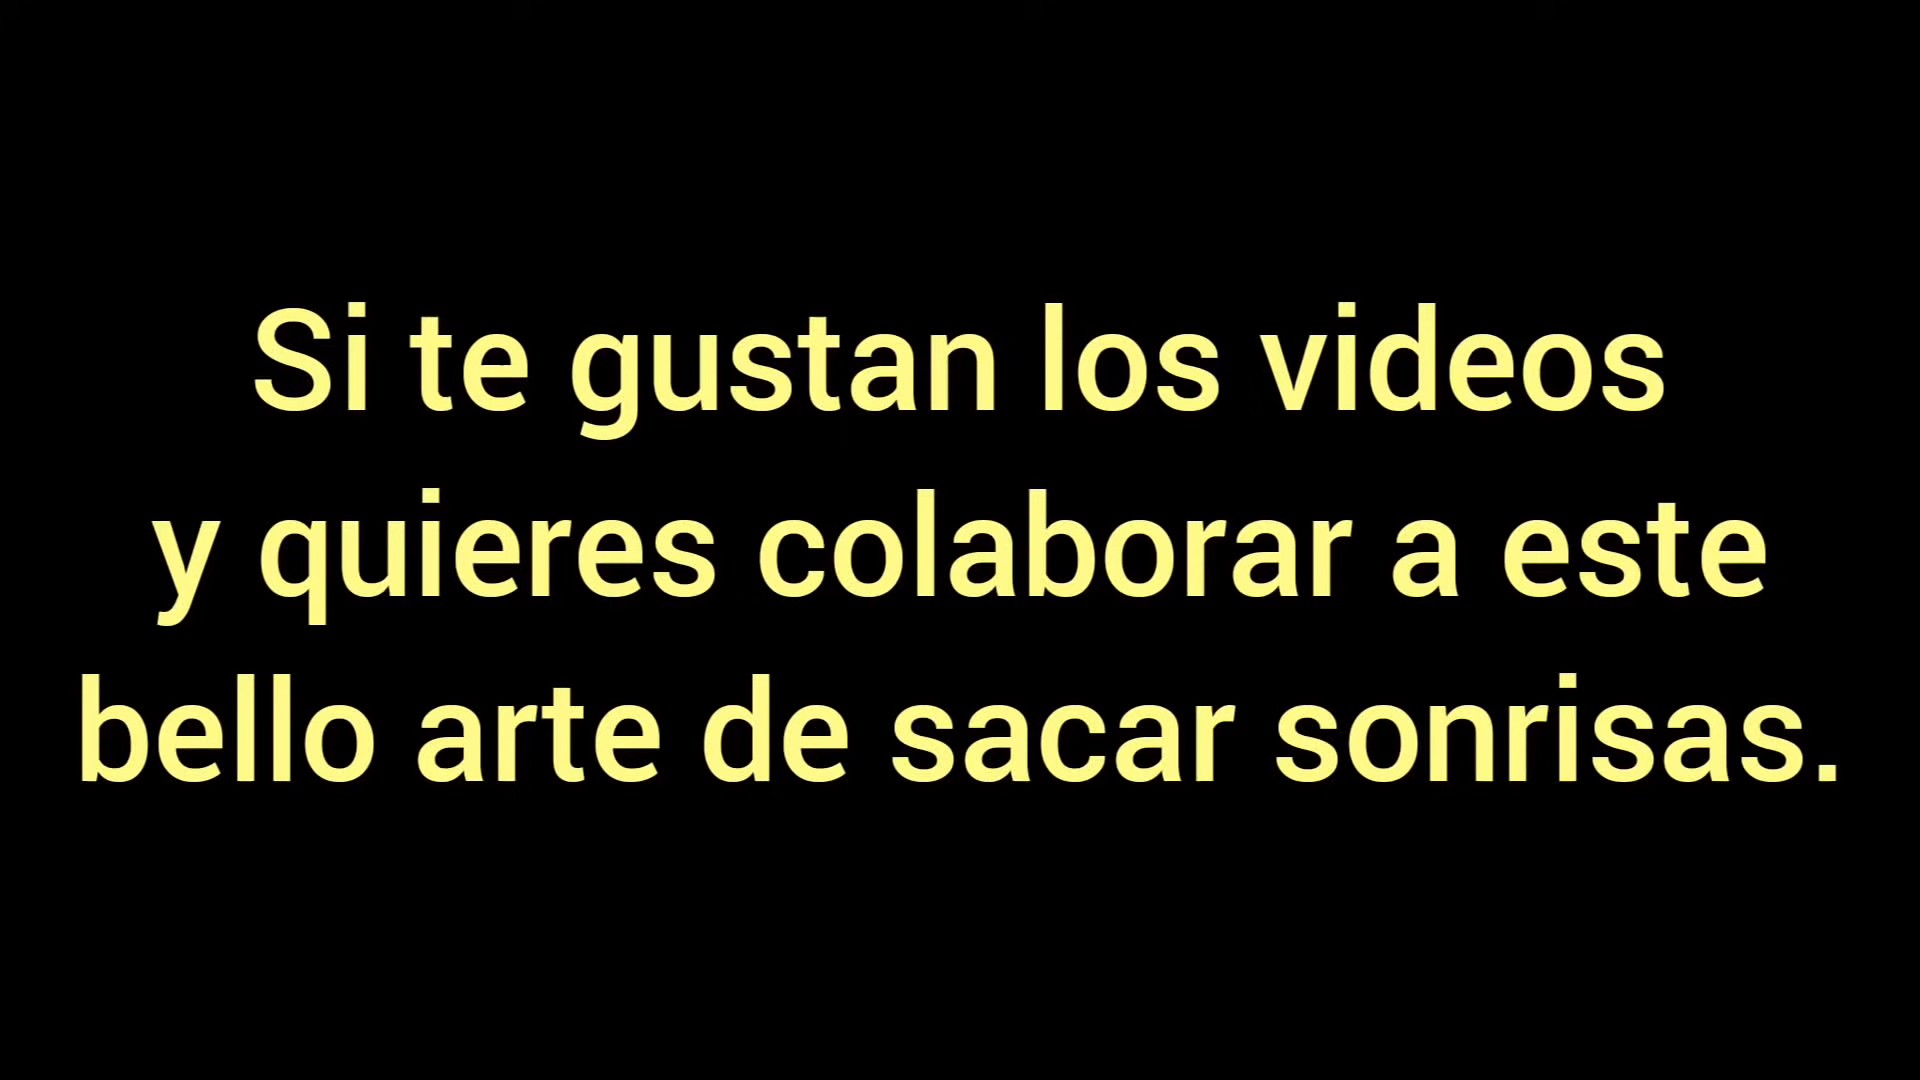 Si te gustan los videos
y quieres colaborar a este
bello arte de sacar sonrisas.